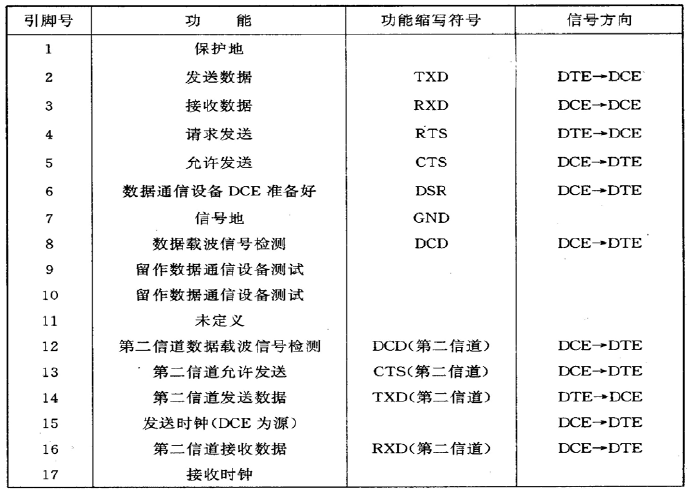 引脚号 功 能 功能缩写符号 信号方向
1 保护地
2 发送数据 TXD DTE→DCE
3 接收数据 RXD DCE→DCE
4 请求发送 RTS DTE→DCE
5 允许发送 CTS DCE→DTE
6 数据通信设备DCE准备好 DSR DCE→DTE
7 信号地 GND
8 数据载波信号检测 DCD DCE→DTE
9 留作数据通信设备测试
10 留作数据通信设备测试
11 未定义
12 第二信道数据载波信号检测 DCD(第二信道) DCE→DTE
13 第二信道允许发送 CTS(第二信道) DCE→DTE
14 第二信道发送数据 TXD(第二信道) DTE→DCE
15 发送时钟(DCE为源) DCE→DTE
16 第二信道接收数据 RXD(第二信道) DCE→DTE
17 接收时钟